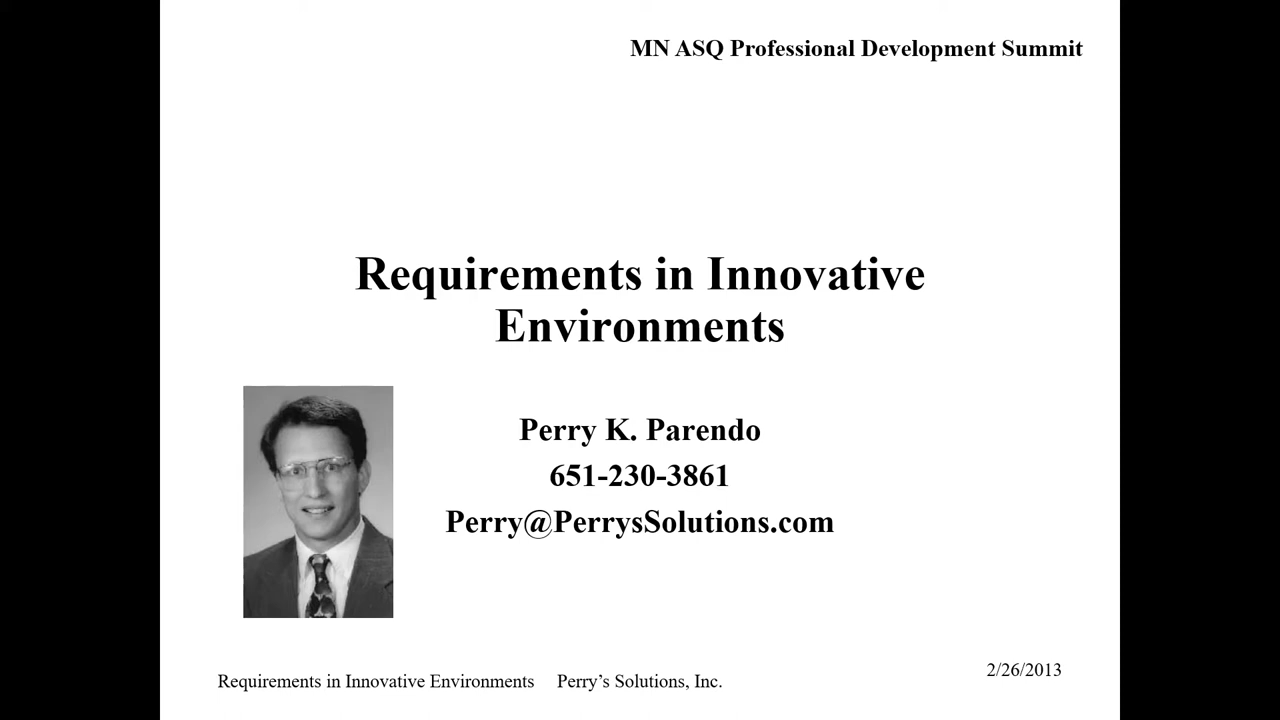 MN ASQ Professional Development Summit
Requirements in Innovative
Environments
Perry K. Parendo
651-230-3861
Perry@PerrysSolutions.com
Requirements in Innovative Environments Perry’s Solutions, Inc.
2/26/2013